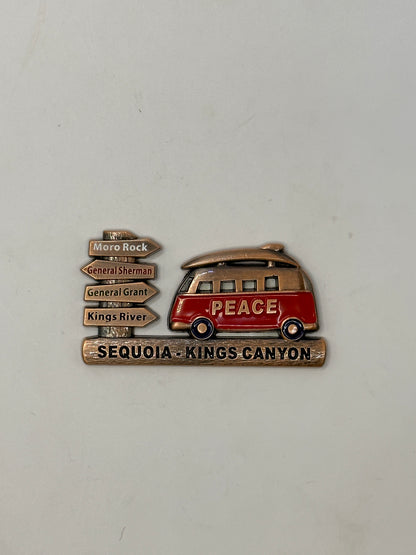 Moro Rock
General Sherman
General Grant
Kings River
PEACE
SEQUOIA - KINGS CANYON